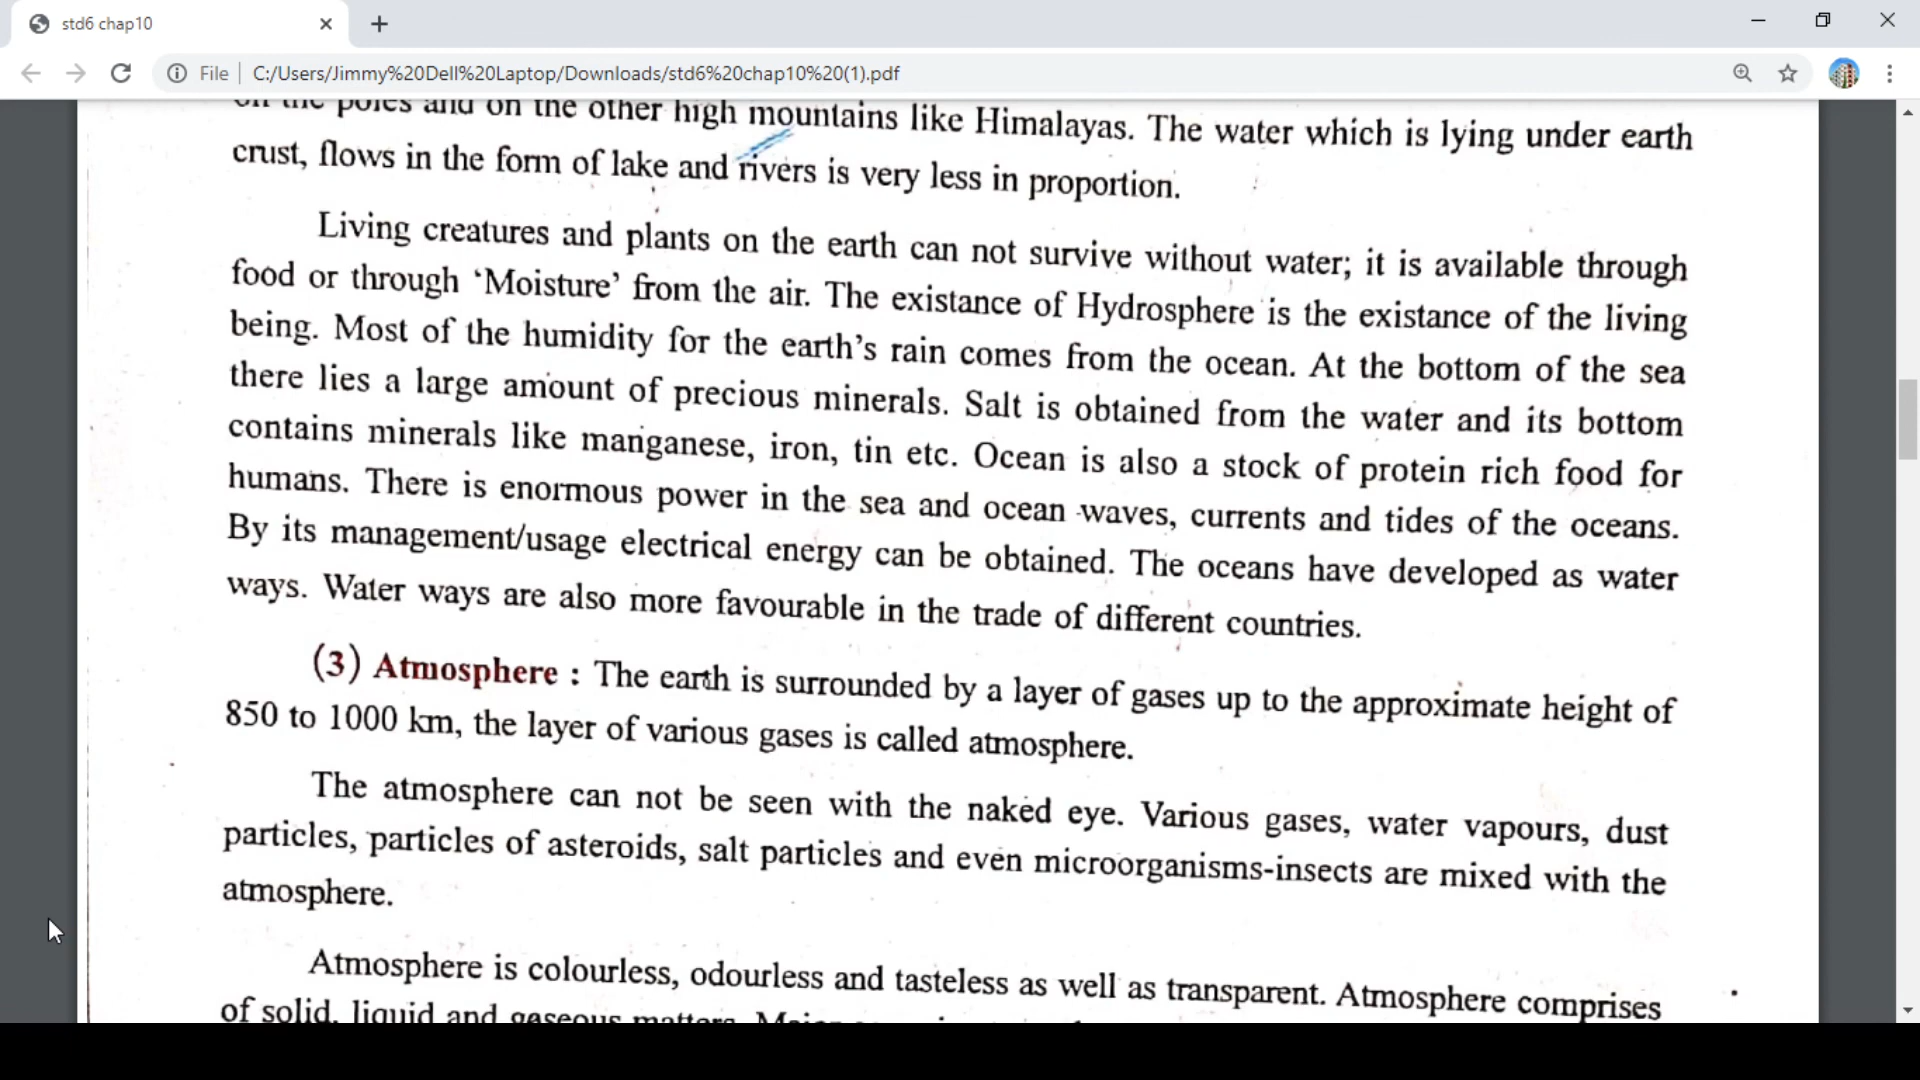 std6 chap10
File
C:/Users/Jimmy%20Dell%20Laptop/Downloads/std6%20chap10%20(1).pdf
on the poles and on the other high mountains like Himalayas. The water which is lying under earth
crust, flows in the form of lake and rivers is very less in proportion.
Living creatures and plants on the earth can not survive without water; it is available through
food or through ‘Moisture’ from the air. The existance of Hydrosphere is the existance of the living
being. Most of the humidity for the earth’s rain comes from the ocean. At the bottom of the sea
there lies a large amount of precious minerals. Salt is obtained from the water and its bottom
contains minerals like manganese, iron, tin etc. Ocean is also a stock of protein rich food for
humans. There is enormous power in the sea and ocean waves, currents and tides of the oceans.
By its management/usage electrical energy can be obtained. The oceans have developed as water
ways. Water ways are also more favourable in the trade of different countries.
(3) Atmosphere : The earth is surrounded by a layer of gases up to the approximate height of
850 to 1000 km, the layer of various gases is called atmosphere.
The atmosphere can not be seen with the naked eye. Various gases, water vapours, dust
particles, particles of asteroids, salt particles and even microorganisms-insects are mixed with the
atmosphere.
Atmosphere is colourless, odourless and tasteless as well as transparent. Atmosphere comprises
of solid, liquid and gaseous matters.